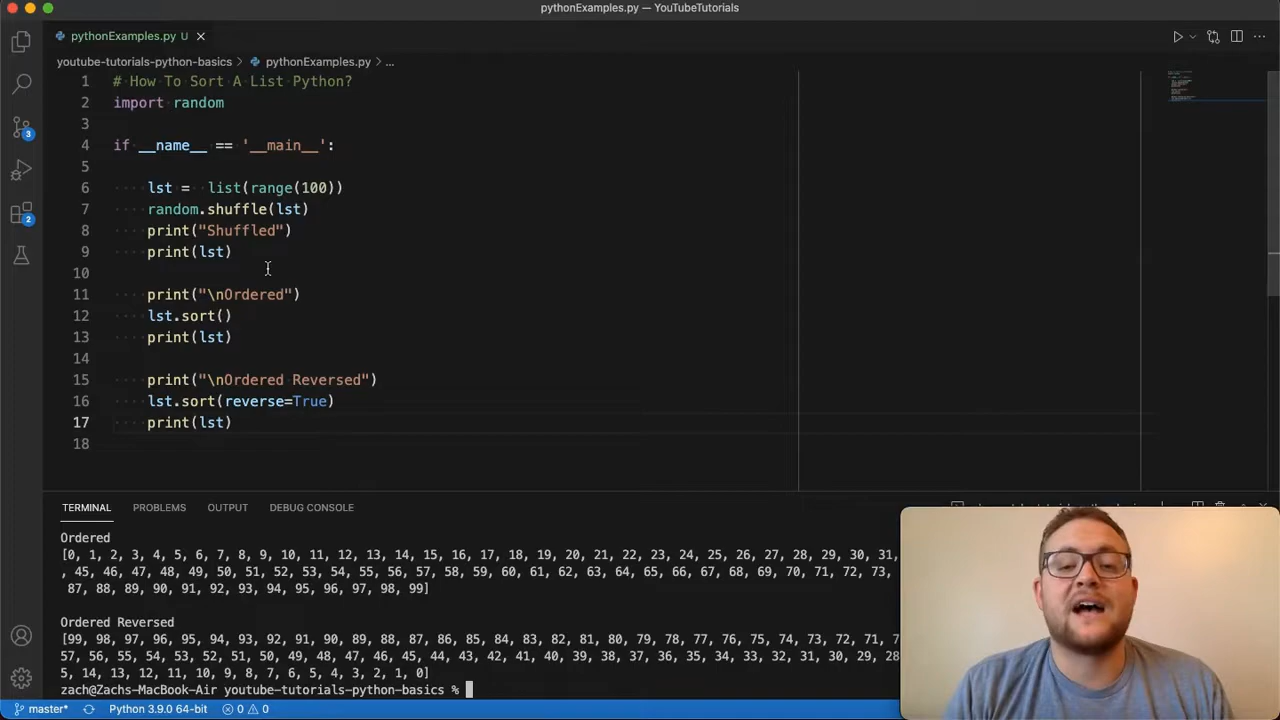 pythonExamples.py — YouTubeTutorials
pythonExamples.py U
youtube-tutorials-python-basics > pythonExamples.py > ...
1 # How To Sort A List Python?
2 import random
3
4 if __name__ == '__main__':
5
6 lst = list(range(100))
7 random.shuffle(lst)
8 print("Shuffled")
9 print(lst)
10
11 print("\nOrdered")
12 lst.sort()
13 print(lst)
14
15 print("\nOrdered Reversed")
16 lst.sort(reverse=True)
17 print(lst)
18
3
2
TERMINAL PROBLEMS OUTPUT DEBUG CONSOLE
Ordered
[0, 1, 2, 3, 4, 5, 6, 7, 8, 9, 10, 11, 12, 13, 14, 15, 16, 17, 18, 19, 20, 21, 22, 23, 24, 25, 26, 27, 28, 29, 30, 31,
, 45, 46, 47, 48, 49, 50, 51, 52, 53, 54, 55, 56, 57, 58, 59, 60, 61, 62, 63, 64, 65, 66, 67, 68, 69, 70, 71, 72, 73,
87, 88, 89, 90, 91, 92, 93, 94, 95, 96, 97, 98, 99]
Ordered Reversed
[99, 98, 97, 96, 95, 94, 93, 92, 91, 90, 89, 88, 87, 86, 85, 84, 83, 82, 81, 80, 79, 78, 77, 76, 75, 74, 73, 72, 71, 7
57, 56, 55, 54, 53, 52, 51, 50, 49, 48, 47, 46, 45, 44, 43, 42, 41, 40, 39, 38, 37, 36, 35, 34, 33, 32, 31, 30, 29, 28
5, 14, 13, 12, 11, 10, 9, 8, 7, 6, 5, 4, 3, 2, 1, 0]
zach@Zachs-MacBook-Air youtube-tutorials-python-basics %
master* Python 3.9.0 64-bit 0 0